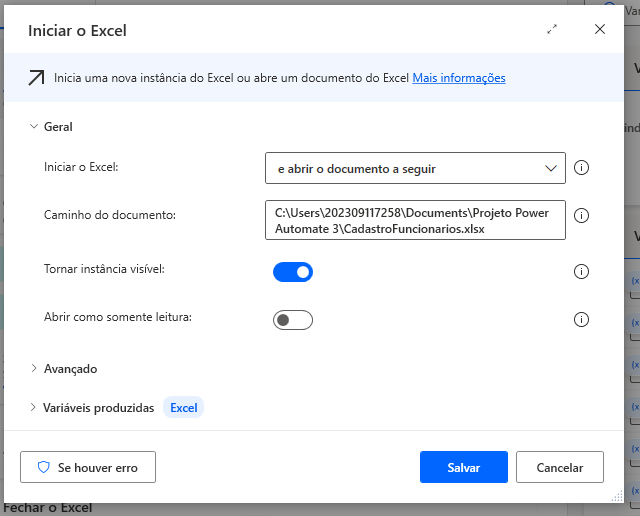 Iniciar o Excel
Inicia uma nova instância do Excel ou abre um documento do Excel Mais informações
Geral
Iniciar o Excel:
e abrir o documento a seguir
Caminho do documento:
C:\Users\202309117258\Documents\Projeto Power
Automate 3\CadastroFuncionarios.xlsx
Tornar instância visível:
Abrir como somente leitura:
Avançado
Variáveis produzidas Excel
Se houver erro
Salvar
Cancelar
Fechar o Excel